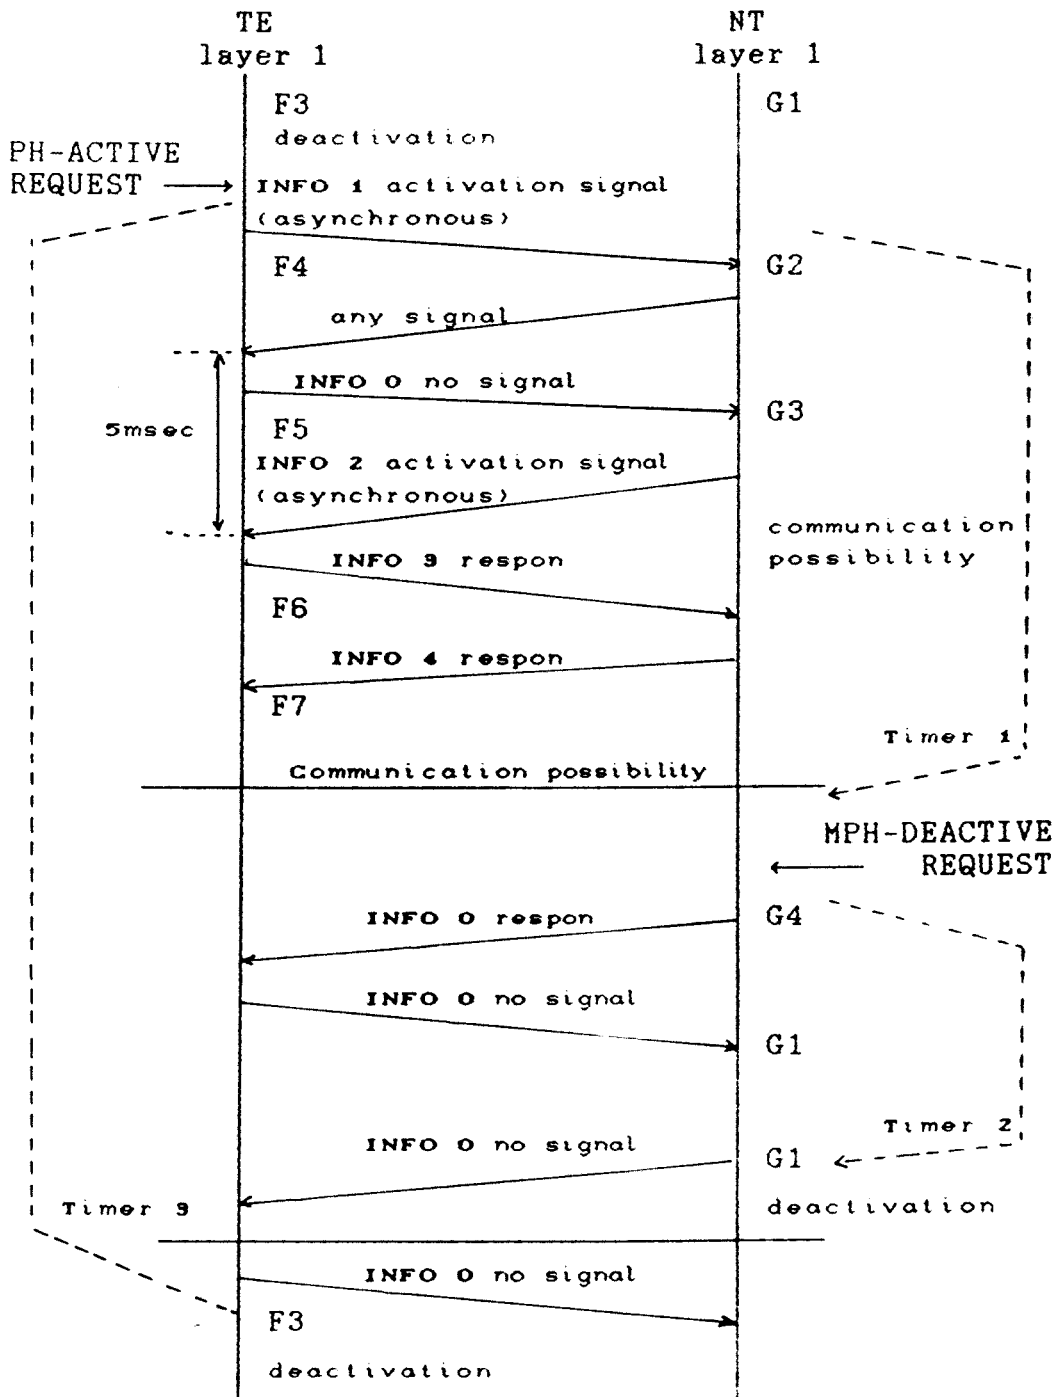 TE
layer 1
NT
layer 1
F3
deactivation
G1
PH-ACTIVE
REQUEST
INFO 1 activation signal
(asynchronous)
F4
G2
any signal
INFO 0 no signal
G3
5msec
F5
INFO 2 activation signal
(asynchronous)
communication
possibility
INFO 3 respon
F6
INFO 4 respon
F7
Timer 1
Communication possibility
MPH-DEACTIVE
REQUEST
INFO 0 respon
G4
INFO 0 no signal
G1
Timer 2
INFO 0 no signal
G1
deactivation
Timer 3
INFO 0 no signal
F3
deactivation